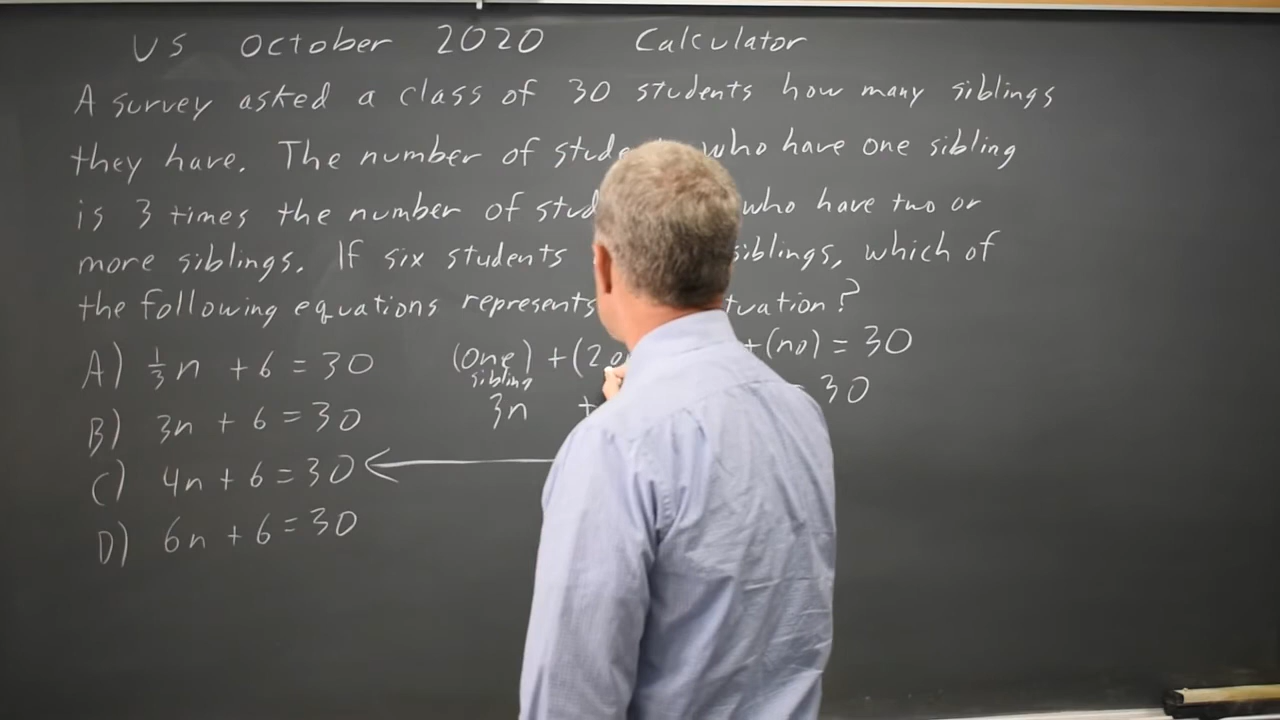 US October 2020 Calculator
A survey asked a class of 30 students how many siblings
they have. The number of who have one sibling
is 3 times the number of who have two or
more siblings. If six students siblings, which of
the following equations represents
A) 1/3 n + 6 = 30 (one) + (2 + (no) = 30
sibling
3n + = 30
B) 3n + 6 = 30
C) 4n + 6 = 30
D) 6n + 6 = 30